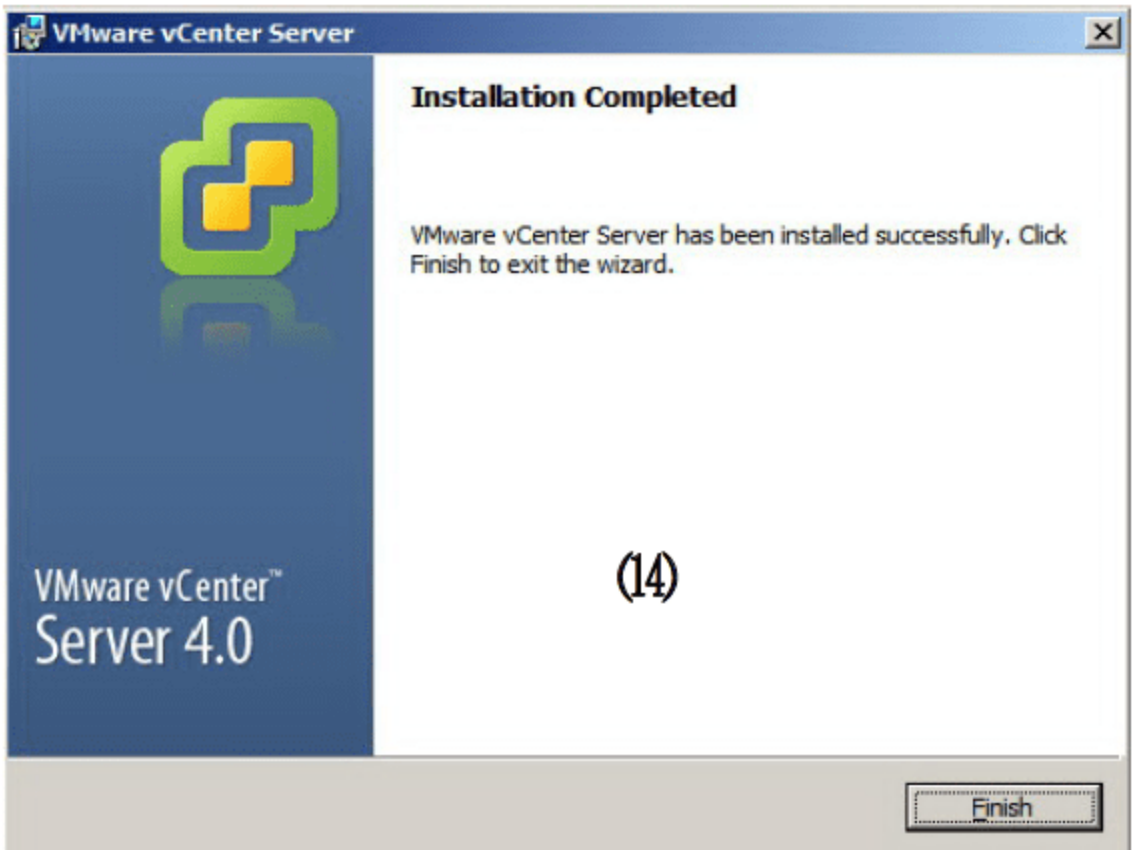 VMware vCenter Server
Installation Completed
VMware vCenter Server has been installed successfully. Click
Finish to exit the wizard.
(14)
VMware vCenter™
Server 4.0
Finish